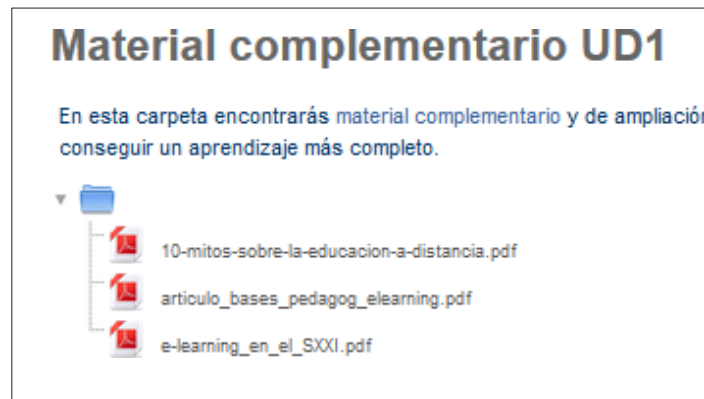 Material complementario UD1
En esta carpeta encontrarás material complementario y de ampliación
conseguir un aprendizaje más completo.
10-mitos-sobre-la-educacion-a-distancia.pdf
articulo_bases_pedagog_elearning.pdf
e-learning_en_el_SXXI.pdf